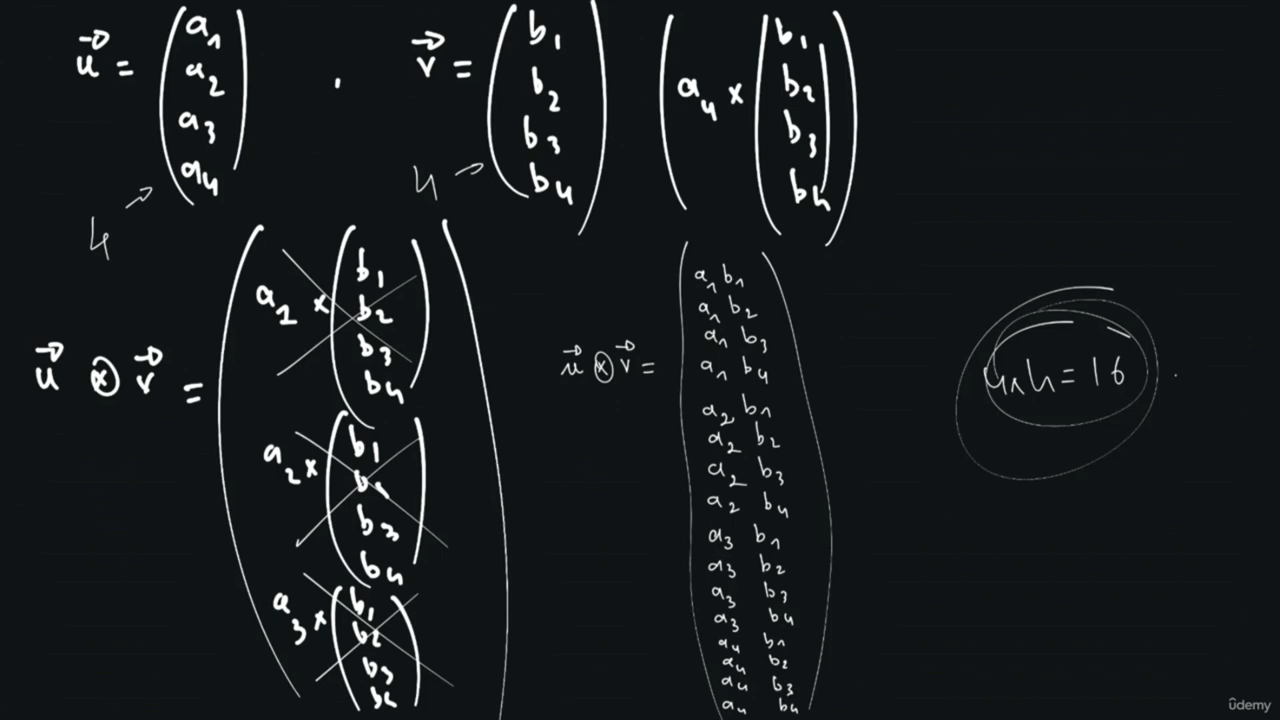 u = (a1 a2 a3 a4) . v = (b1 b2 b3 b4) (a4 × (b1 b2 b3 b4))
4
4
u ⊗ v = (a2 × (b1 b2 b3 b4)
a2 × (b1 b4 b3 b4)
a3 × (b1 b2 b3 b4)
u ⊗ v =
a1 b1
a1 b2
a1 b3
a1 b4
a2 b1
a2 b2
a2 b3
a2 b4
a3 b1
a3 b2
a3 b3
a3 b4
a4 b1
a4 b2
a4 b3
a4 b4
4×4=16
ûdemy